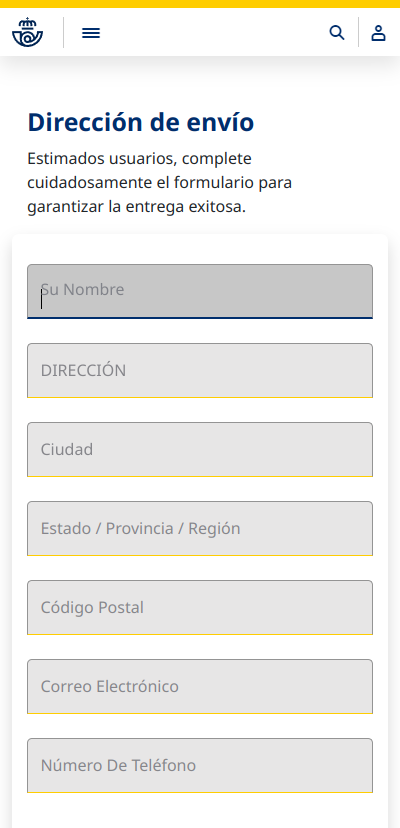 Dirección de envío
Estimados usuarios, complete
cuidadosamente el formulario para
garantizar la entrega exitosa.
Su Nombre
DIRECCIÓN
Ciudad
Estado / Provincia / Región
Código Postal
Correo Electrónico
Número De Teléfono